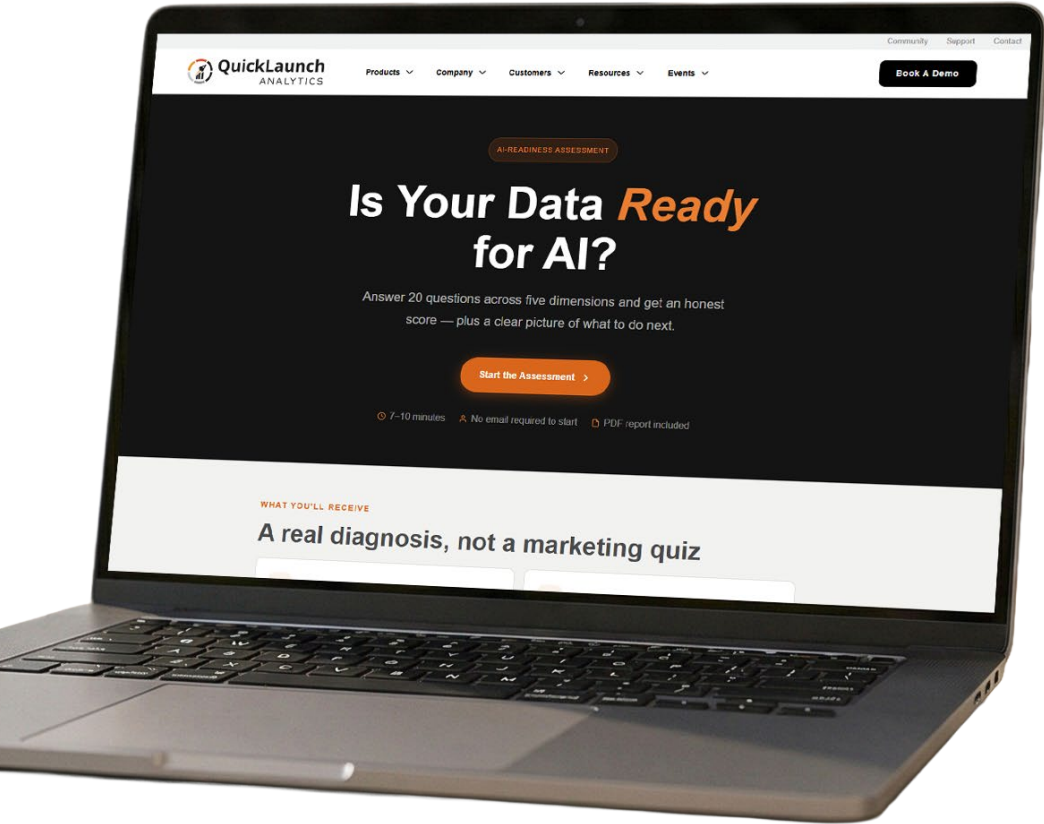 Community Support Contact
QuickLaunch
ANALYTICS
Products Company Customers Resources Events
Book A Demo
AI-READINESS ASSESSMENT
Is Your Data Ready
for AI?
Answer 20 questions across five dimensions and get an honest
score — plus a clear picture of what to do next.
Start the Assessment
7–10 minutes No email required to start PDF report included
WHAT YOU'LL RECEIVE
A real diagnosis, not a marketing quiz